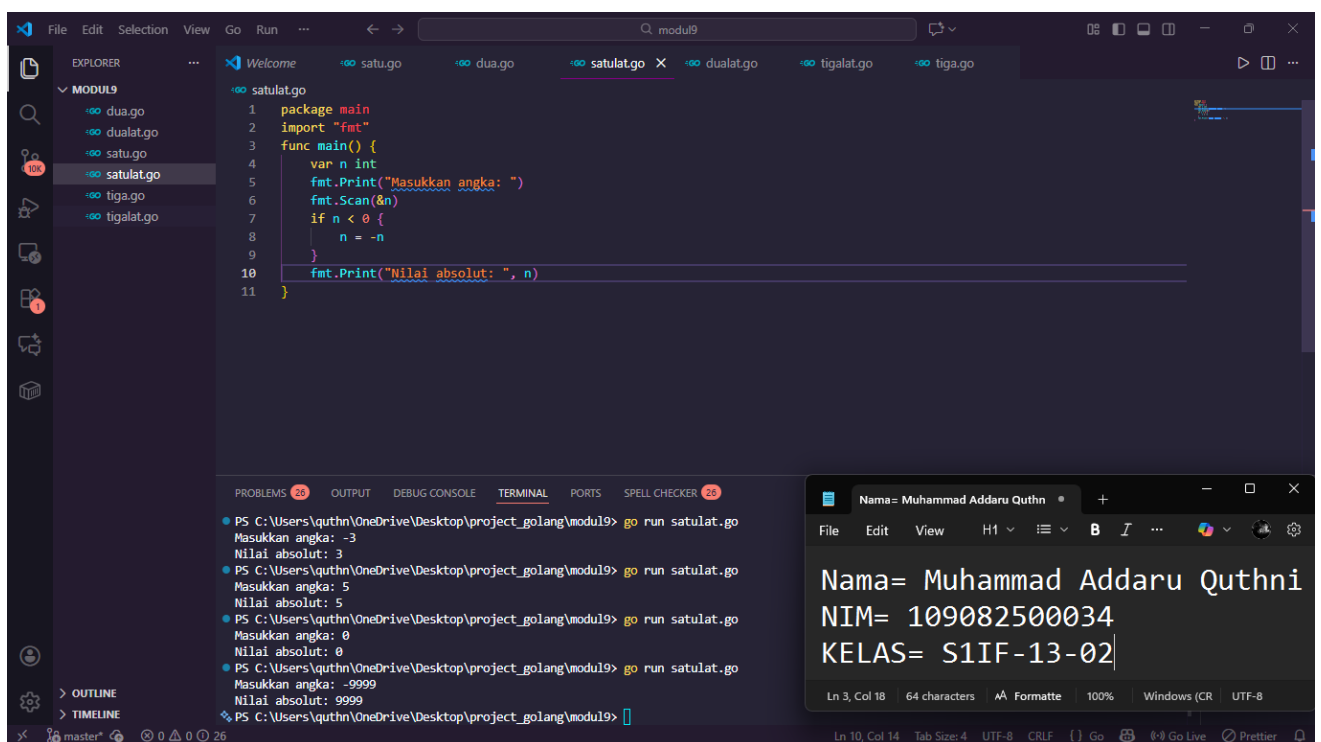 File Edit Selection View Go Run ... modul9
EXPLORER ...
Welcome satu.go dua.go satulat.go dualat.go tigalat.go tiga.go
MODUL9
dua.go
dualat.go
satu.go
satulat.go
tiga.go
tigalat.go
10K
1
satulat.go
1 package main
2 import "fmt"
3 func main() {
4 var n int
5 fmt.Print("Masukkan angka: ")
6 fmt.Scan(&n)
7 if n < 0 {
8 n = -n
9 }
10 fmt.Print("Nilai absolut: ", n)
11 }
PROBLEMS 26 OUTPUT DEBUG CONSOLE TERMINAL PORTS SPELL CHECKER 26
PS C:\Users\quthn\OneDrive\Desktop\project_golang\modul9> go run satulat.go
Masukkan angka: -3
Nilai absolut: 3
PS C:\Users\quthn\OneDrive\Desktop\project_golang\modul9> go run satulat.go
Masukkan angka: 5
Nilai absolut: 5
PS C:\Users\quthn\OneDrive\Desktop\project_golang\modul9> go run satulat.go
Masukkan angka: 0
Nilai absolut: 0
PS C:\Users\quthn\OneDrive\Desktop\project_golang\modul9> go run satulat.go
Masukkan angka: -9999
Nilai absolut: 9999
PS C:\Users\quthn\OneDrive\Desktop\project_golang\modul9>
Nama= Muhammad Addaru Quthn
File Edit View H1 B I ...
Nama= Muhammad Addaru Quthni
NIM= 109082500034
KELAS= S1IF-13-02
Ln 3, Col 18 64 characters Formatte 100% Windows (CR UTF-8
OUTLINE
TIMELINE
master* 0 0 26 Ln 10, Col 14 Tab Size: 4 UTF-8 CRLF {} Go Go Live Prettier